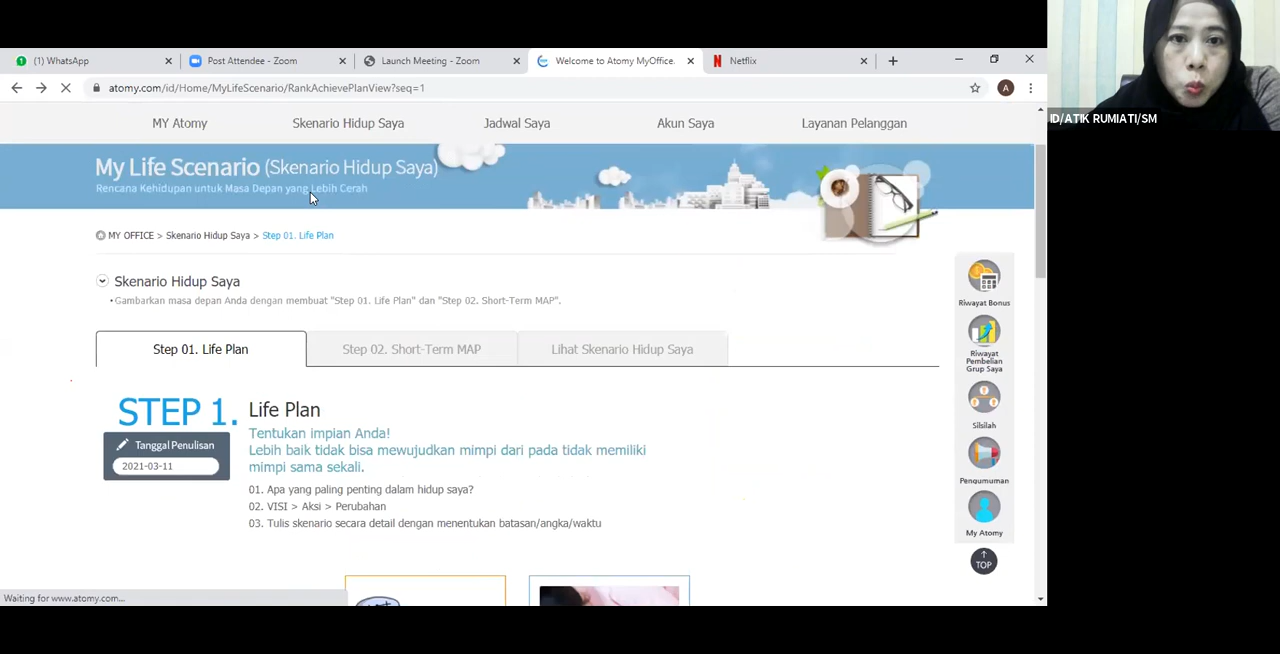 (1) WhatsApp
Post Attendee - Zoom
Launch Meeting - Zoom
Welcome to Atomy MyOffice.
Netflix
atomy.com/id/Home/MyLifeScenario/RankAchievePlanView?seq=1
A
ID/ATIK RUMIATI/SM
MY Atomy
Skenario Hidup Saya
Jadwal Saya
Akun Saya
Layanan Pelanggan
My Life Scenario (Skenario Hidup Saya)
Rencana Kehidupan untuk Masa Depan yang Lebih Cerah
MY OFFICE > Skenario Hidup Saya > Step 01. Life Plan
Skenario Hidup Saya
Gambarkan masa depan Anda dengan membuat "Step 01. Life Plan" dan "Step 02. Short-Term MAP".
Step 01. Life Plan
Step 02. Short-Term MAP
Lihat Skenario Hidup Saya
STEP 1.
Tanggal Penulisan
2021-03-11
Life Plan
Tentukan impian Anda!
Lebih baik tidak bisa mewujudkan mimpi dari pada tidak memiliki
mimpi sama sekali.
01. Apa yang paling penting dalam hidup saya?
02. VISI > Aksi > Perubahan
03. Tulis skenario secara detail dengan menentukan batasan/angka/waktu
Riwayat Bonus
Riwayat
Pembelian
Grup Saya
Silsilah
Pengumuman
My Atomy
TOP
Waiting for www.atomy.com...